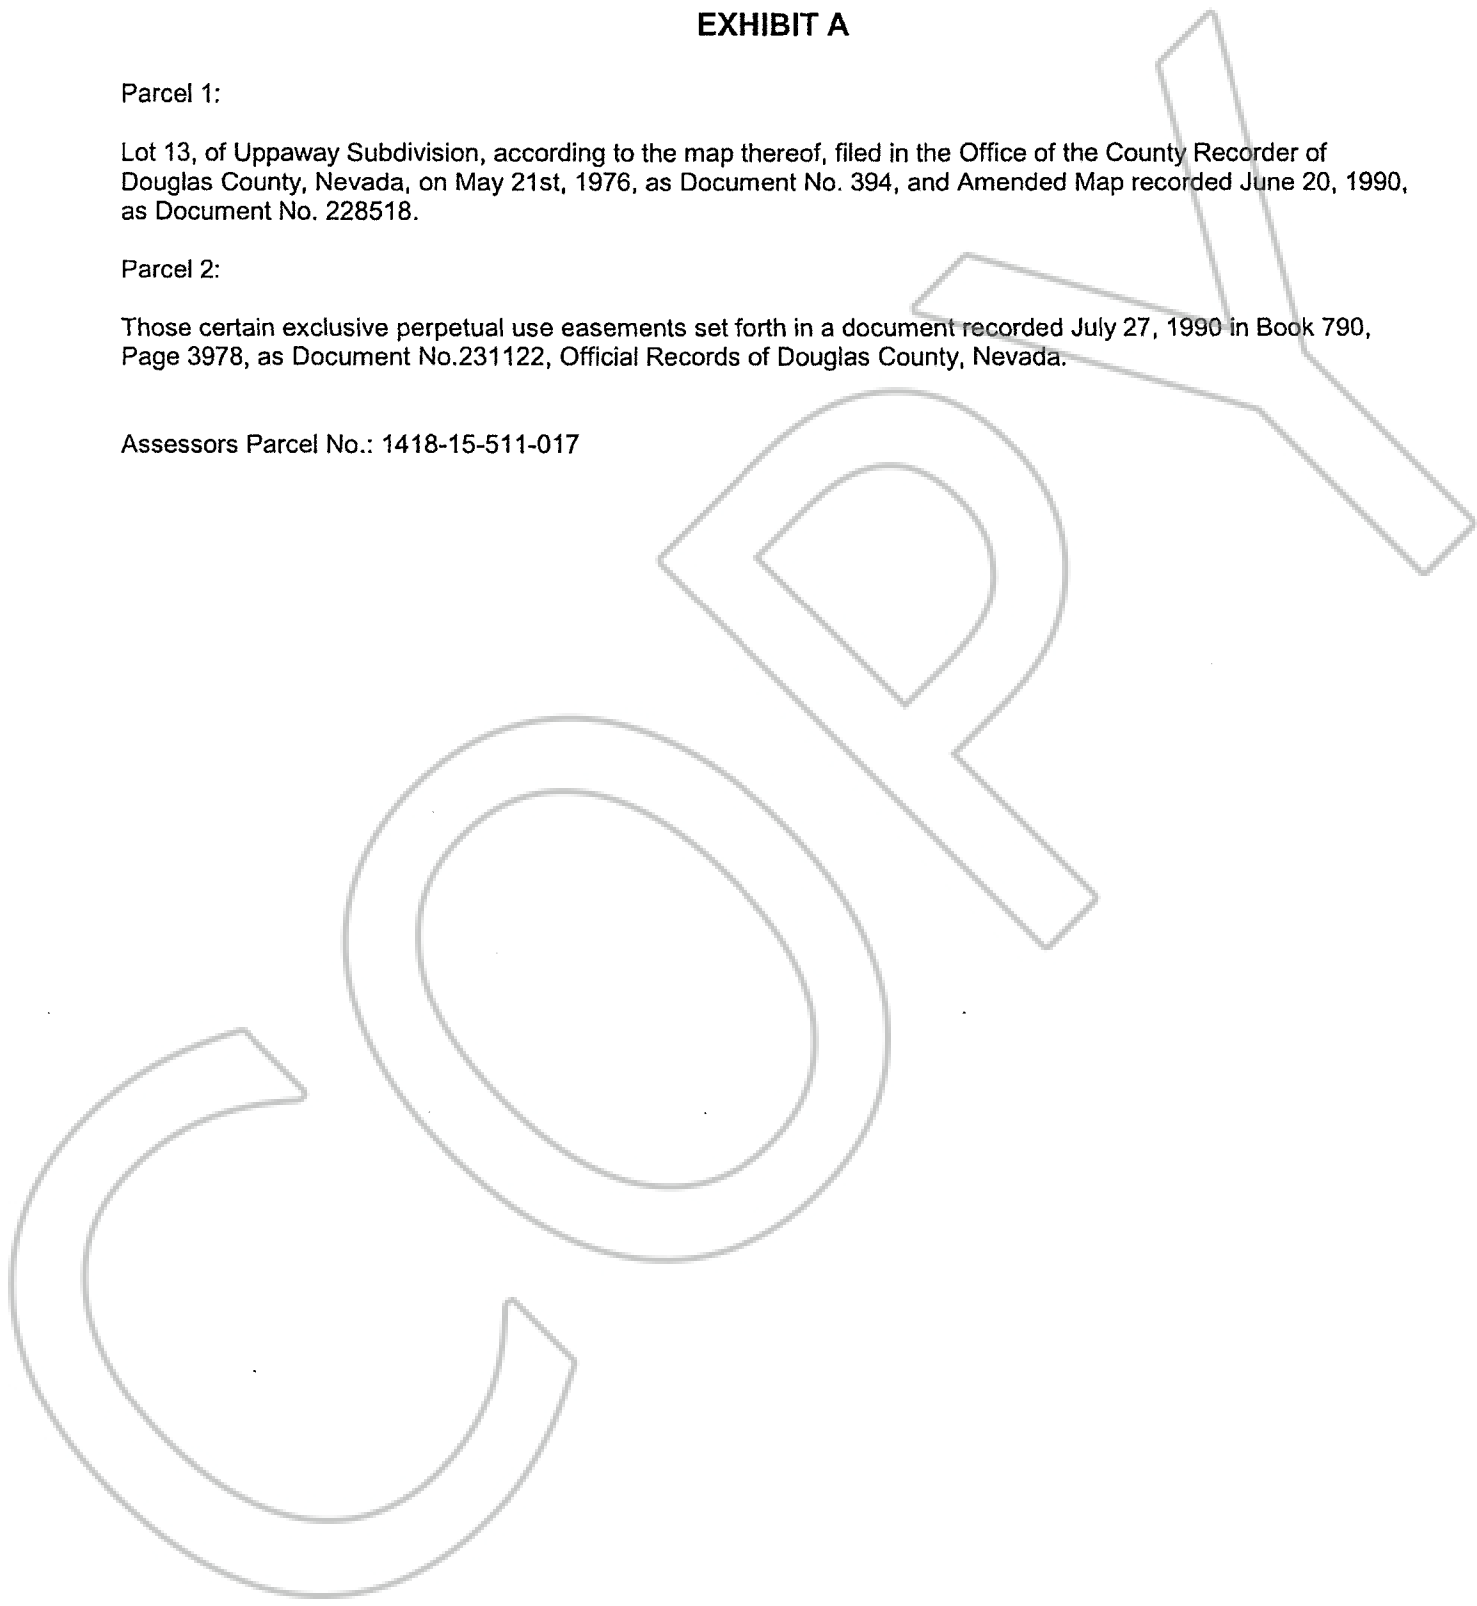 EXHIBIT A
Parcel 1:
Lot 13, of Uppaway Subdivision, according to the map thereof, filed in the Office of the County Recorder of
Douglas County, Nevada, on May 21st, 1976, as Document No. 394, and Amended Map recorded June 20, 1990,
as Document No. 228518.
Parcel 2:
Those certain exclusive perpetual use easements set forth in a document recorded July 27, 1990 in Book 790,
Page 3978, as Document No.231122, Official Records of Douglas County, Nevada.
Assessors Parcel No.: 1418-15-511-017
COPY